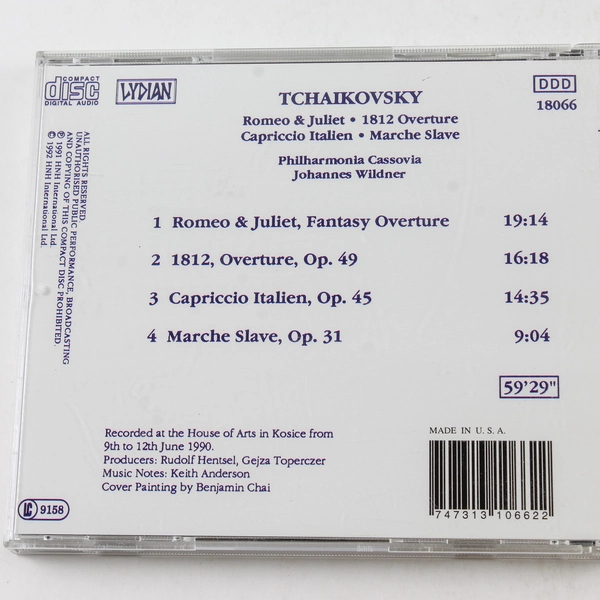 COMPACT
disc
DIGITAL AUDIO
LYDIAN
TCHAIKOVSKY
Romeo & Juliet • 1812 Overture
Capriccio Italien • Marche Slave
Philharmonia Cassovia
Johannes Wildner
DDD
18066
ALL RIGHTS RESERVED
UNAUTHORISED PUBLIC PERFORMANCE, BROADCASTING
AND COPYING OF THIS COMPACT DISC PROHIBITED.
℗ 1991 HNH International Ltd.
© 1992 HNH International Ltd.
1 Romeo & Juliet, Fantasy Overture 19:14
2 1812, Overture, Op. 49 16:18
3 Capriccio Italien, Op. 45 14:35
4 Marche Slave, Op. 31 9:04
59'29"
Recorded at the House of Arts in Kosice from
9th to 12th June 1990.
Producers: Rudolf Hentsel, Gejza Toperczer
Music Notes: Keith Anderson
Cover Painting by Benjamin Chai
LC 9158
MADE IN U. S. A.
7 47313 10662 2